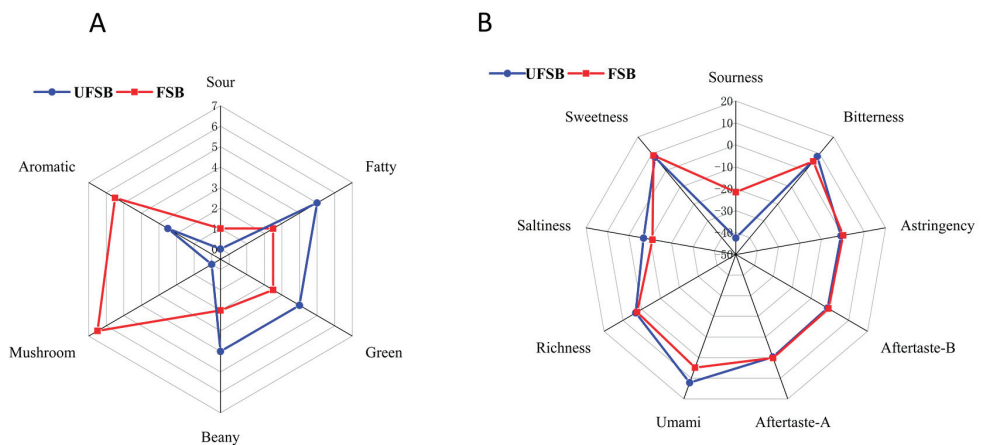 A
UFSB FSB
Sour
Fatty
Green
Beany
Mushroom
Aromatic
7
6
5
4
3
2
1
0
B
UFSB FSB
Sourness
Bitterness
Astringency
Aftertaste-B
Aftertaste-A
Umami
Richness
Saltiness
Sweetness
20
10
0
-10
-20
-30
-40
-50